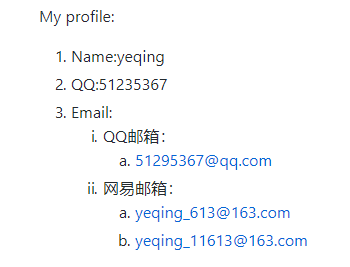 My profile:
1. Name:yeqing
2. QQ:51235367
3. Email:
i. QQ邮箱：
a. 51295367@qq.com
ii. 网易邮箱：
a. yeqing_613@163.com
b. yeqing_11613@163.com